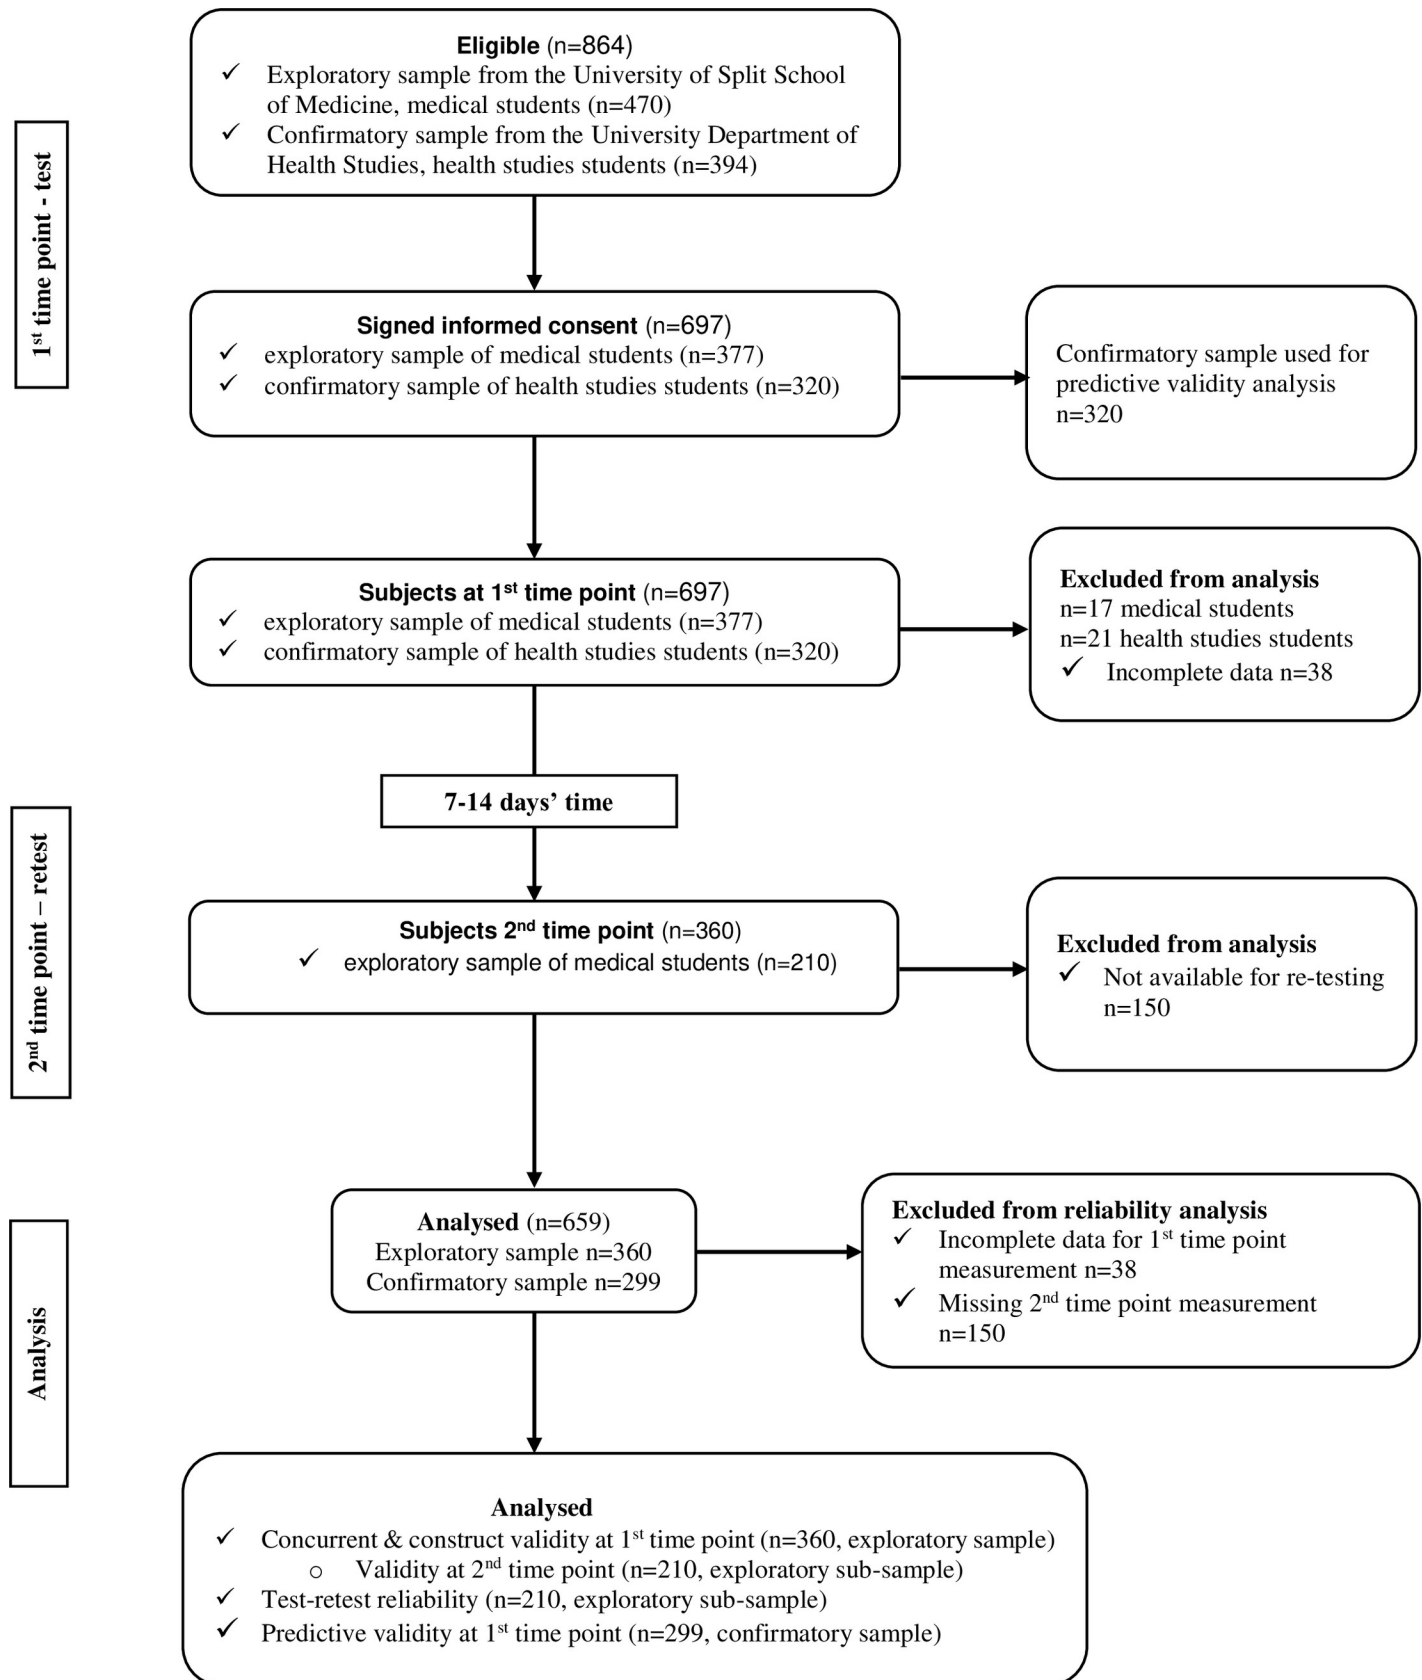 Eligible (n=864)
✓ Exploratory sample from the University of Split School
of Medicine, medical students (n=470)
✓ Confirmatory sample from the University Department of
Health Studies, health studies students (n=394)
1st time point - test
Signed informed consent (n=697)
✓ exploratory sample of medical students (n=377)
✓ confirmatory sample of health studies students (n=320)
Confirmatory sample used for
predictive validity analysis
n=320
Subjects at 1st time point (n=697)
✓ exploratory sample of medical students (n=377)
✓ confirmatory sample of health studies students (n=320)
Excluded from analysis
n=17 medical students
n=21 health studies students
✓ Incomplete data n=38
7-14 days’ time
2nd time point – retest
Subjects 2nd time point (n=360)
✓ exploratory sample of medical students (n=210)
Excluded from analysis
✓ Not available for re-testing
n=150
Analysed (n=659)
Exploratory sample n=360
Confirmatory sample n=299
Excluded from reliability analysis
✓ Incomplete data for 1st time point
measurement n=38
✓ Missing 2nd time point measurement
n=150
Analysis
Analysed
✓ Concurrent & construct validity at 1st time point (n=360, exploratory sample)
o Validity at 2nd time point (n=210, exploratory sub-sample)
✓ Test-retest reliability (n=210, exploratory sub-sample)
✓ Predictive validity at 1st time point (n=299, confirmatory sample)